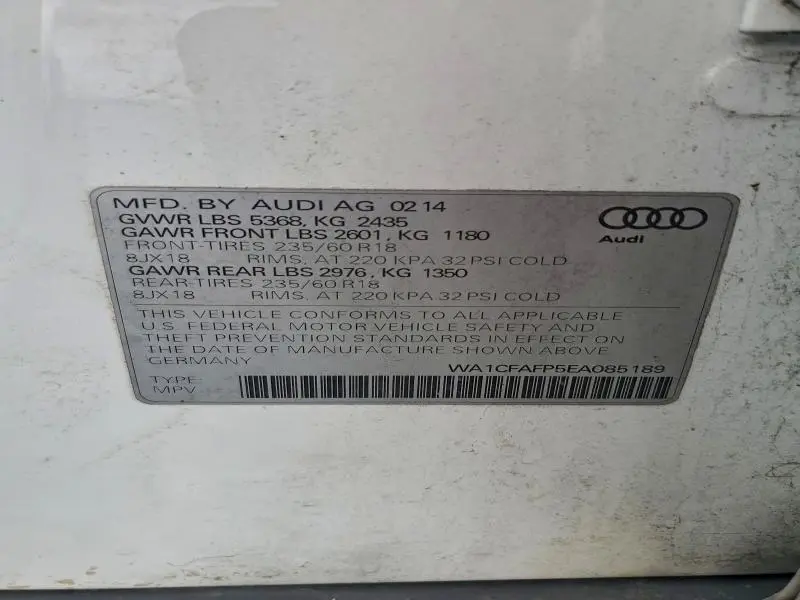 MFD. BY AUDI AG 02 14
GVWR LBS 5368, KG 2435
GAWR FRONT LBS 2601, KG 1180
FRONT-TIRES 235/60 R18
8JX18 RIMS, AT 220 KPA 32 PSI COLD
GAWR REAR LBS 2976, KG 1350
REAR-TIRES 235/60 R18
8JX18 RIMS, AT 220 KPA 32 PSI COLD
Audi
THIS VEHICLE CONFORMS TO ALL APPLICABLE
U.S. FEDERAL MOTOR VEHICLE SAFETY AND
THEFT PREVENTION STANDARDS IN EFFECT ON
THE DATE OF MANUFACTURE SHOWN ABOVE.
GERMANY WA1CFAFP5EA085189
TYPE:
MPV